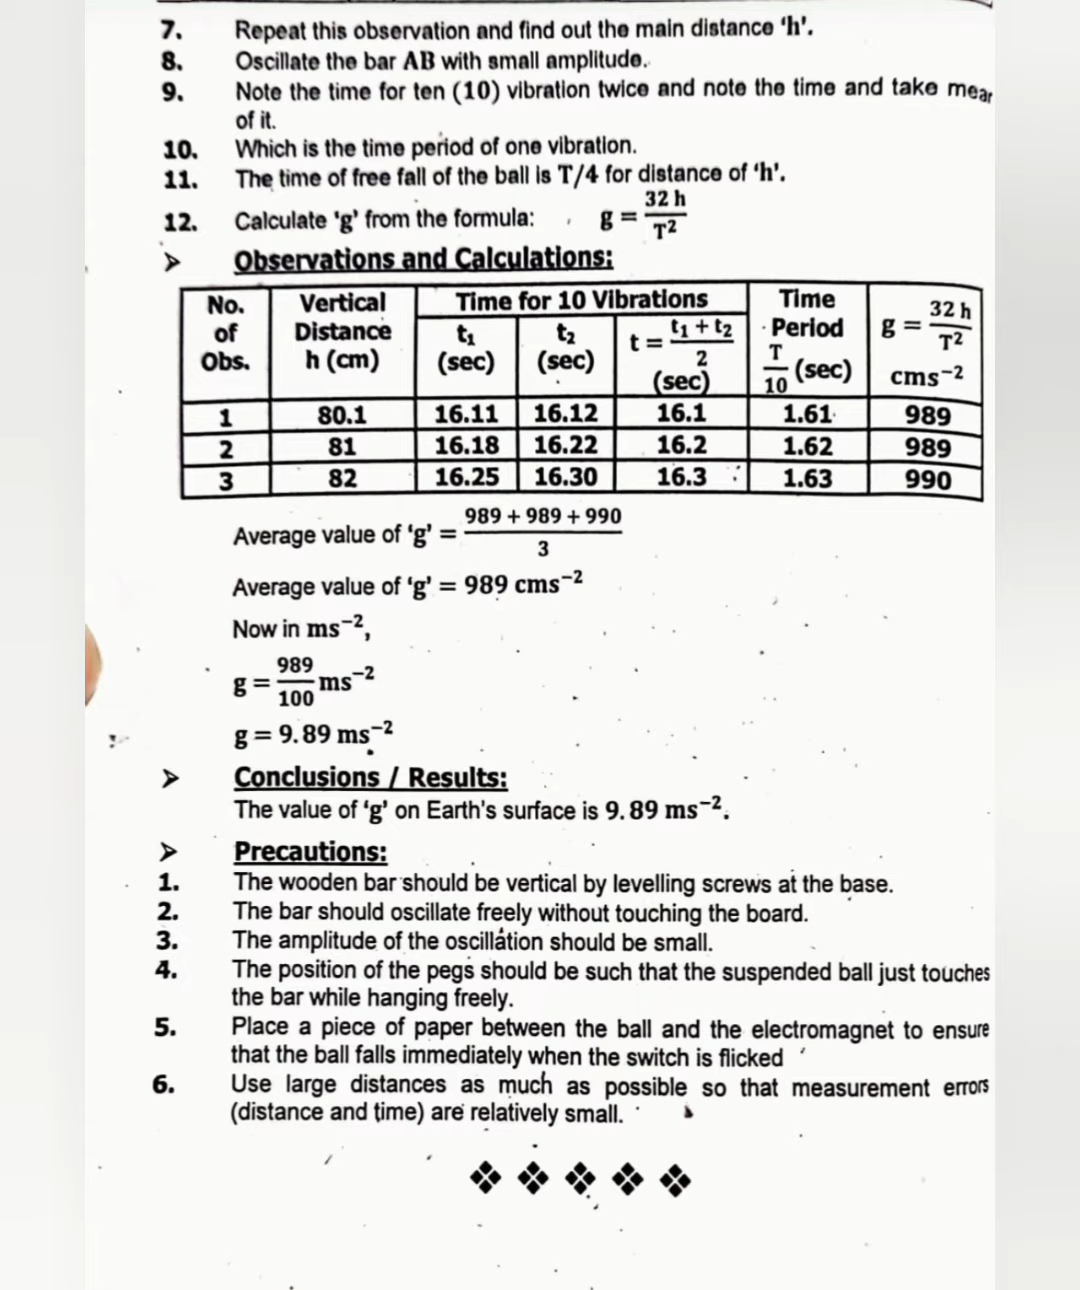 7. Repeat this observation and find out the main distance 'h'.
8. Oscillate the bar AB with small amplitude.
9. Note the time for ten (10) vibration twice and note the time and take mear
of it.
10. Which is the time period of one vibration.
11. The time of free fall of the ball is T/4 for distance of 'h'.
12. Calculate 'g' from the formula: g = 32 h / T²
➤ Observations and Calculations:
No. of Obs. | Vertical Distance h (cm) | Time for 10 Vibrations | Time Period T/10 (sec) | g = 32 h / T² cms⁻²
t₁ (sec) | t₂ (sec) | t = t₁ + t₂ / 2 (sec)
1 | 80.1 | 16.11 | 16.12 | 16.1 | 1.61 | 989
2 | 81 | 16.18 | 16.22 | 16.2 | 1.62 | 989
3 | 82 | 16.25 | 16.30 | 16.3 | 1.63 | 990
Average value of 'g' = 989 + 989 + 990 / 3
Average value of 'g' = 989 cms⁻²
Now in ms⁻²,
g = 989/100 ms⁻²
g = 9.89 ms⁻²
➤ Conclusions / Results:
The value of 'g' on Earth's surface is 9.89 ms⁻².
➤ Precautions:
1. The wooden bar should be vertical by levelling screws at the base.
2. The bar should oscillate freely without touching the board.
3. The amplitude of the oscillation should be small.
4. The position of the pegs should be such that the suspended ball just touches
the bar while hanging freely.
5. Place a piece of paper between the ball and the electromagnet to ensure
that the ball falls immediately when the switch is flicked
6. Use large distances as much as possible so that measurement errors
(distance and time) are relatively small.